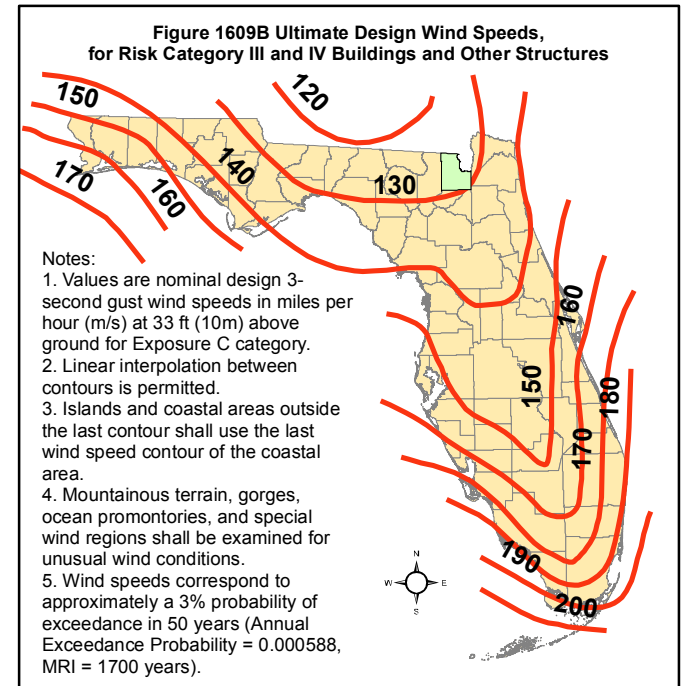 Figure 1609B Ultimate Design Wind Speeds,
for Risk Category III and IV Buildings and Other Structures
120
150
140
130
170
160
Notes:
1. Values are nominal design 3-
second gust wind speeds in miles per
hour (m/s) at 33 ft (10m) above
ground for Exposure C category.
2. Linear interpolation between
contours is permitted.
3. Islands and coastal areas outside
the last contour shall use the last
wind speed contour of the coastal
area.
4. Mountainous terrain, gorges,
ocean promontories, and special
wind regions shall be examined for
unusual wind conditions.
5. Wind speeds correspond to
approximately a 3% probability of
exceedance in 50 years (Annual
Exceedance Probability = 0.000588,
MRI = 1700 years).
160
150
180
170
190
200
N
W E
S